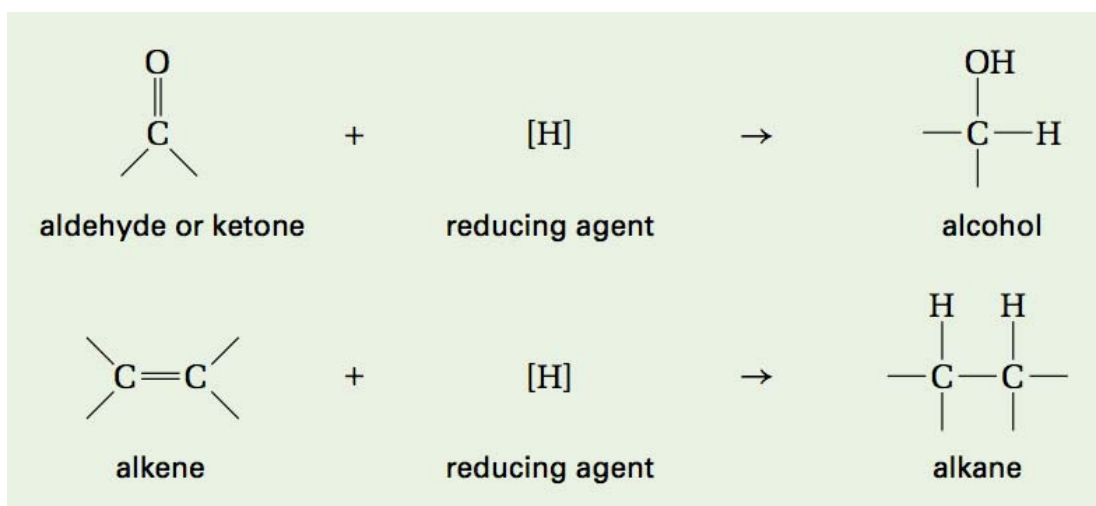 O OH
C + [H] → C H
aldehyde or ketone reducing agent alcohol
H H
C C + [H] → C C
alkene reducing agent alkane